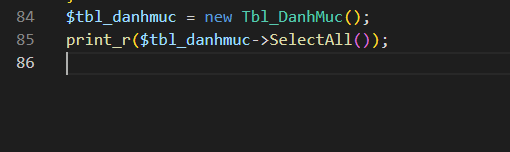 84 $tbl_danhmuc = new Tbl_DanhMuc();
85 print_r($tbl_danhmuc->SelectAll());
86